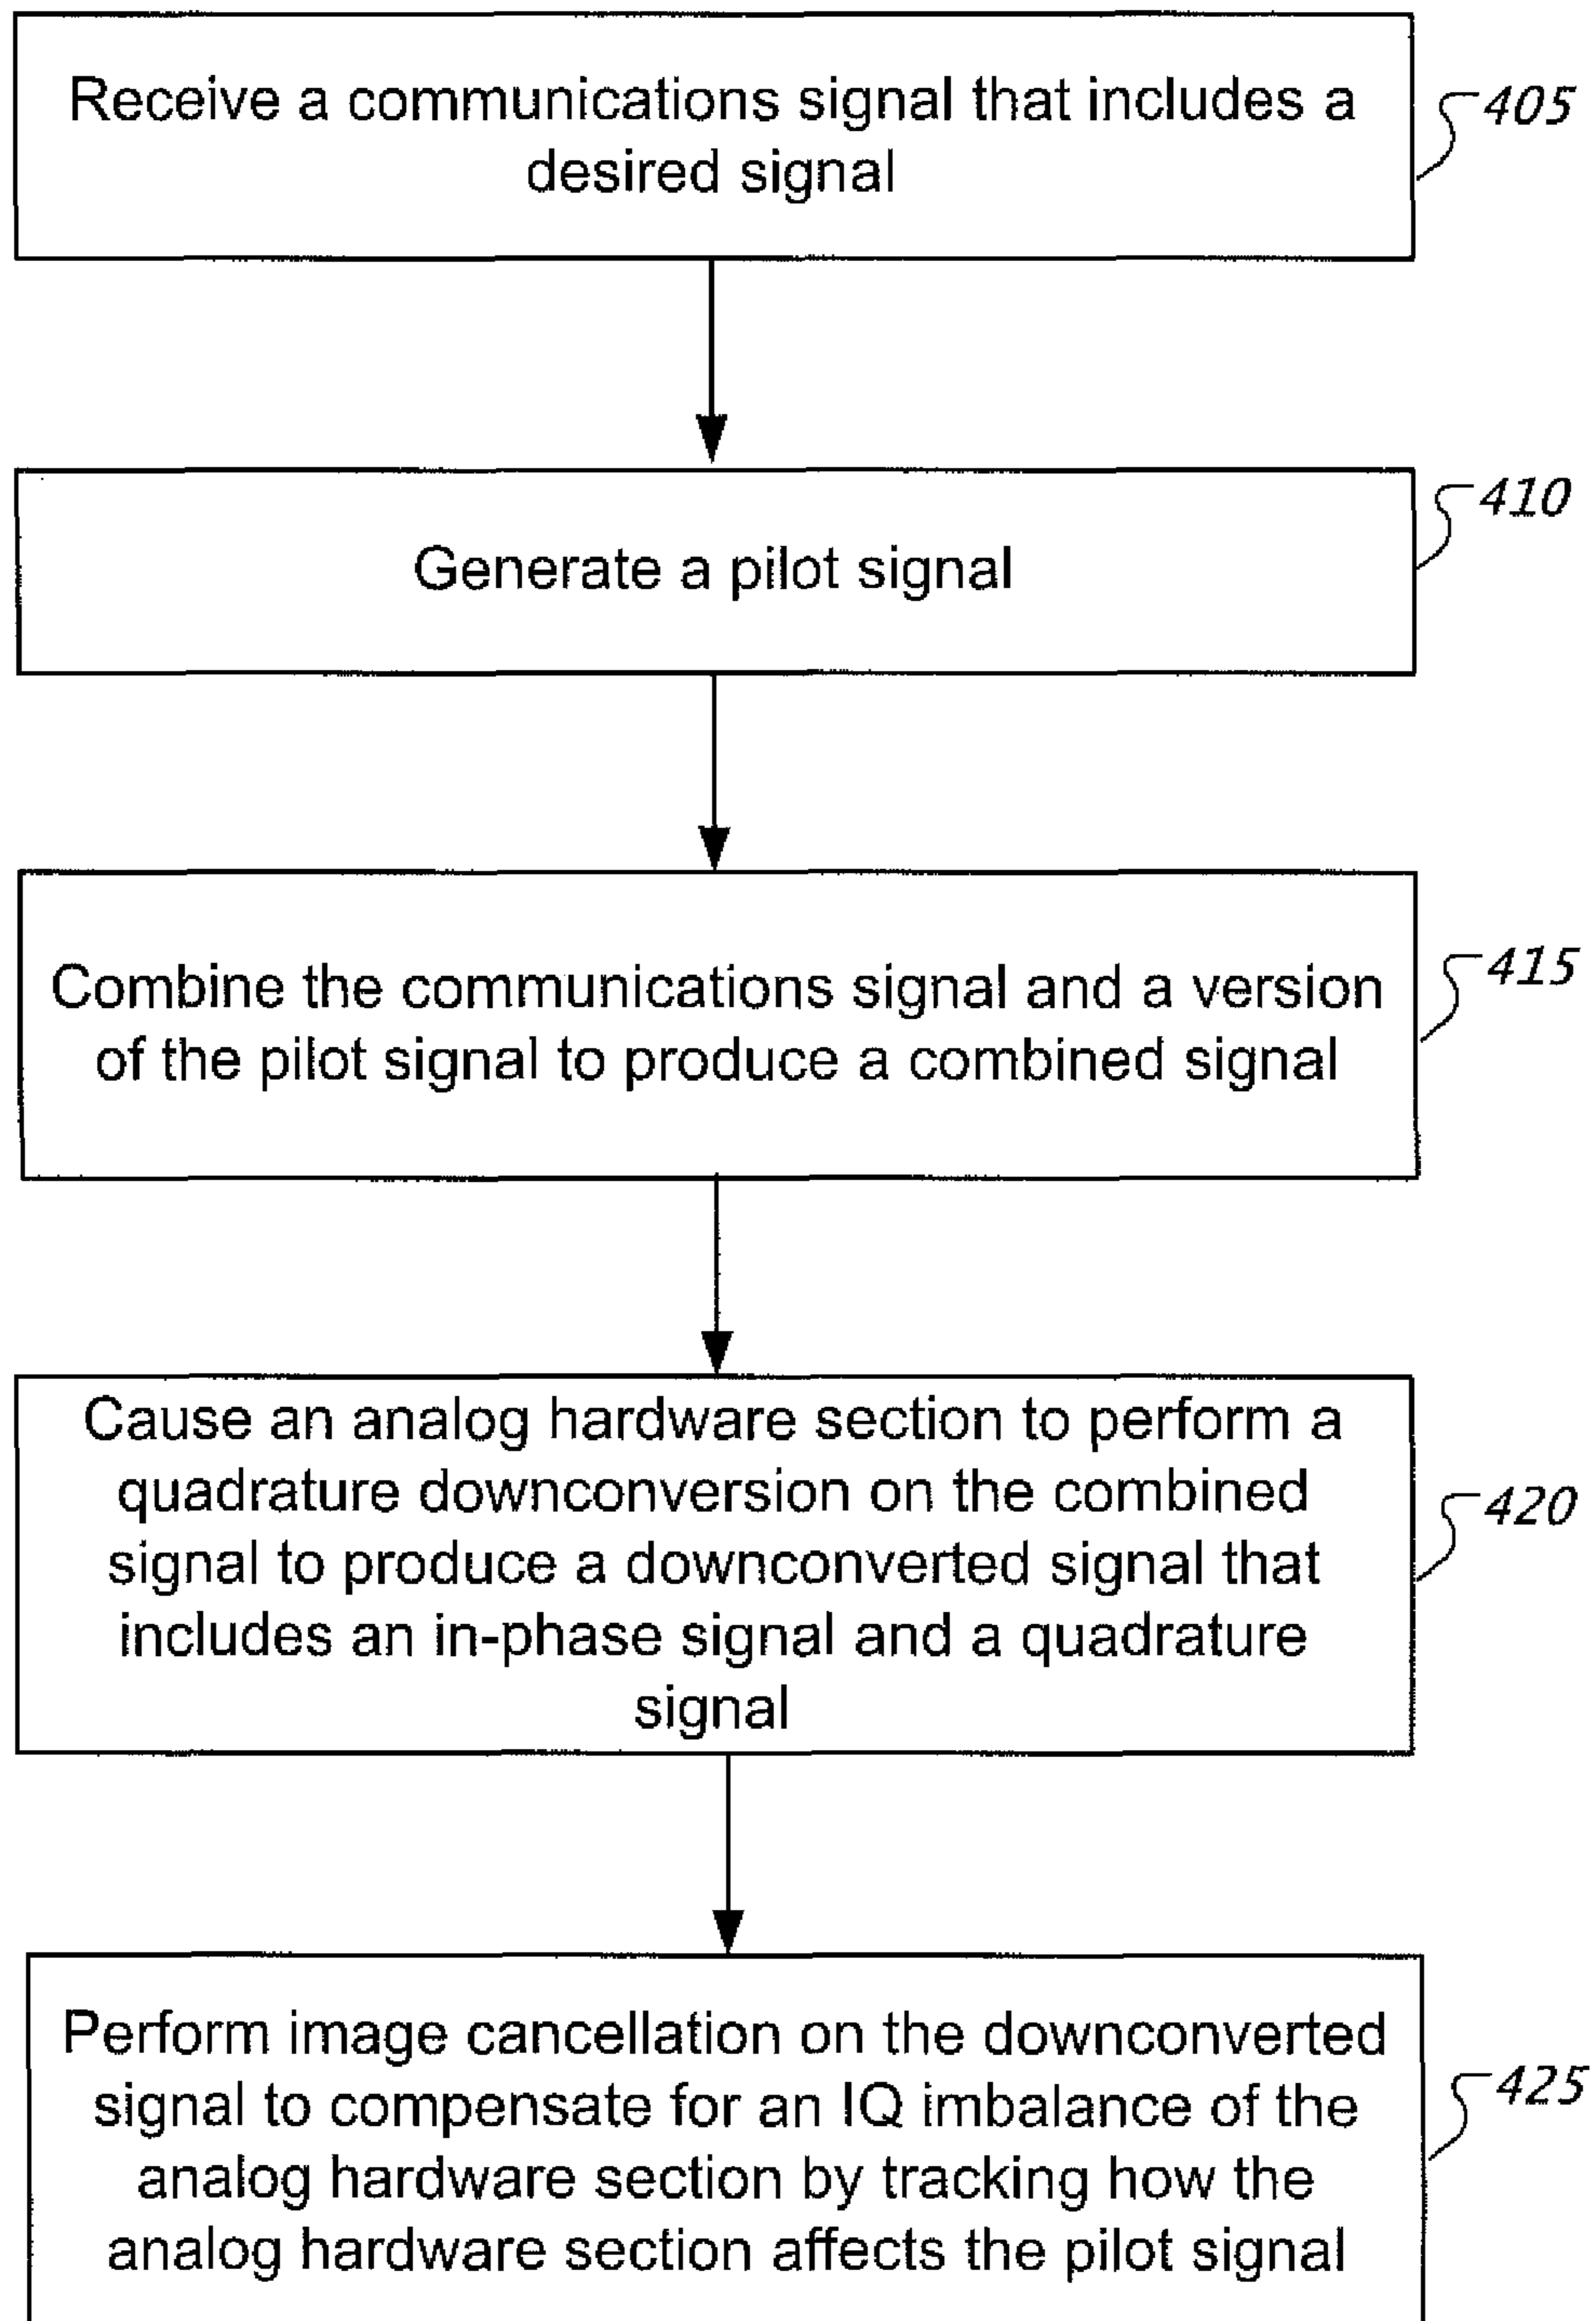 Receive a communications signal that includes a
desired signal
405
Generate a pilot signal
410
Combine the communications signal and a version
of the pilot signal to produce a combined signal
415
Cause an analog hardware section to perform a
quadrature downconversion on the combined
signal to produce a downconverted signal that
includes an in-phase signal and a quadrature
signal
420
Perform image cancellation on the downconverted
signal to compensate for an IQ imbalance of the
analog hardware section by tracking how the
analog hardware section affects the pilot signal
425